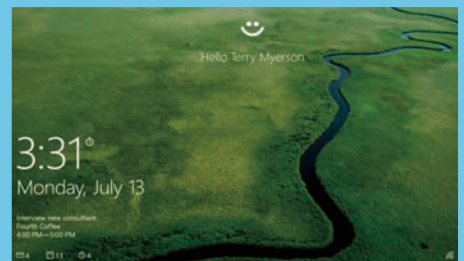 Hello Terry Myerson
3:31
Monday, July 13
Interview new consultant
Fourth Coffee
4:00 PM—5:00 PM
4 11 4